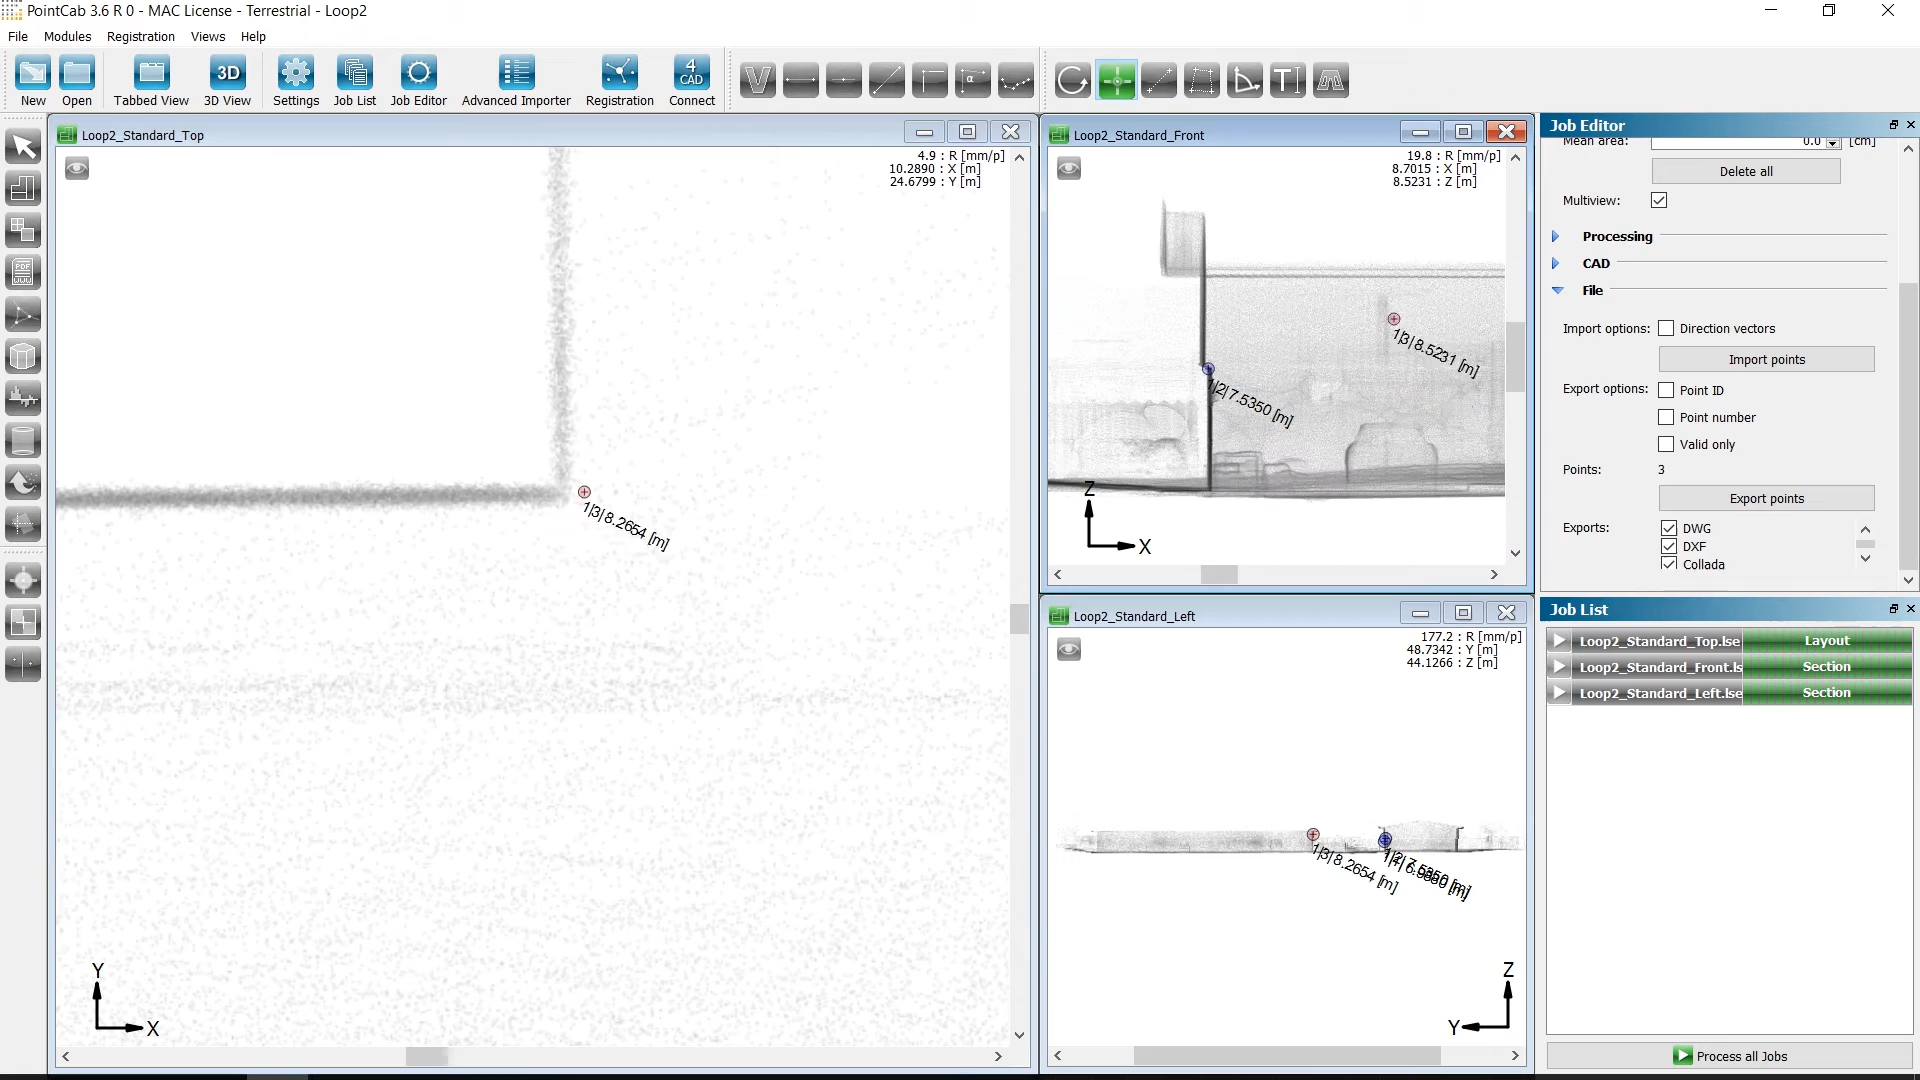 PointCab 3.6 R 0 - MAC License - Terrestrial - Loop2
File Modules Registration Views Help
New Open Tabbed View 3D 3D View Settings Job List Job Editor Advanced Importer Registration 4 CAD Connect
Loop2_Standard_Top
4.9 : R [mm/p]
10.2890 : X [m]
24.6799 : Y [m]
1|3|8.2654 [m]
Y
X
Loop2_Standard_Front
19.8 : R [mm/p]
8.7015 : X [m]
8.5231 : Z [m]
1|3|8.5231 [m]
1|2|7.5350 [m]
Z
X
Loop2_Standard_Left
177.2 : R [mm/p]
48.7342 : Y [m]
44.1266 : Z [m]
1|3|8.2654 [m]
1|2|7.5350 [m]
Z
Y
Job Editor
Mean area: 0.0 [cm]
Delete all
Multiview:
Processing
CAD
File
Import options: Direction vectors
Import points
Export options: Point ID
Point number
Valid only
Points: 3
Export points
Exports: DWG
DXF
Collada
Job List
Loop2_Standard_Top.lse Layout
Loop2_Standard_Front.ls Section
Loop2_Standard_Left.lse Section
Process all Jobs